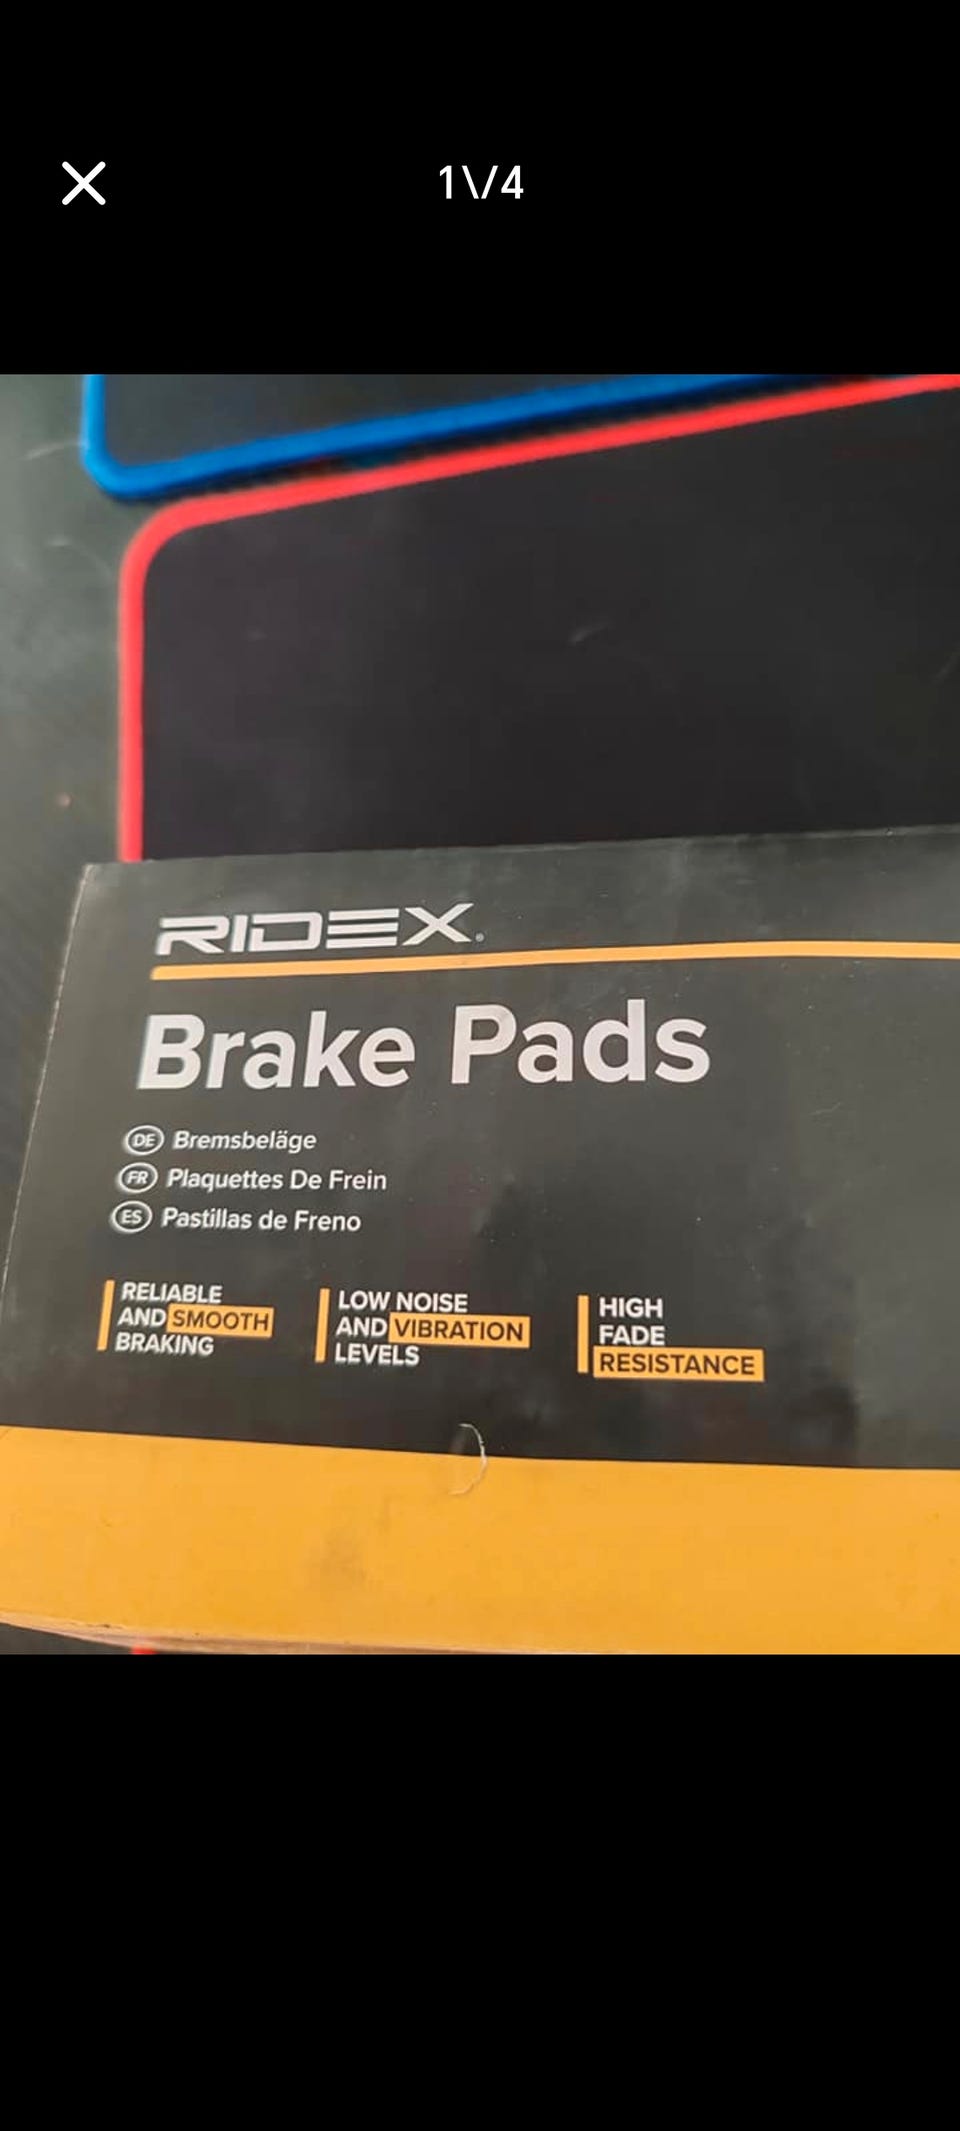 1\/4
RIDEX®
Brake Pads
DE Bremsbeläge
FR Plaquettes De Frein
ES Pastillas de Freno
RELIABLE
AND SMOOTH
BRAKING
LOW NOISE
AND VIBRATION
LEVELS
HIGH
FADE
RESISTANCE